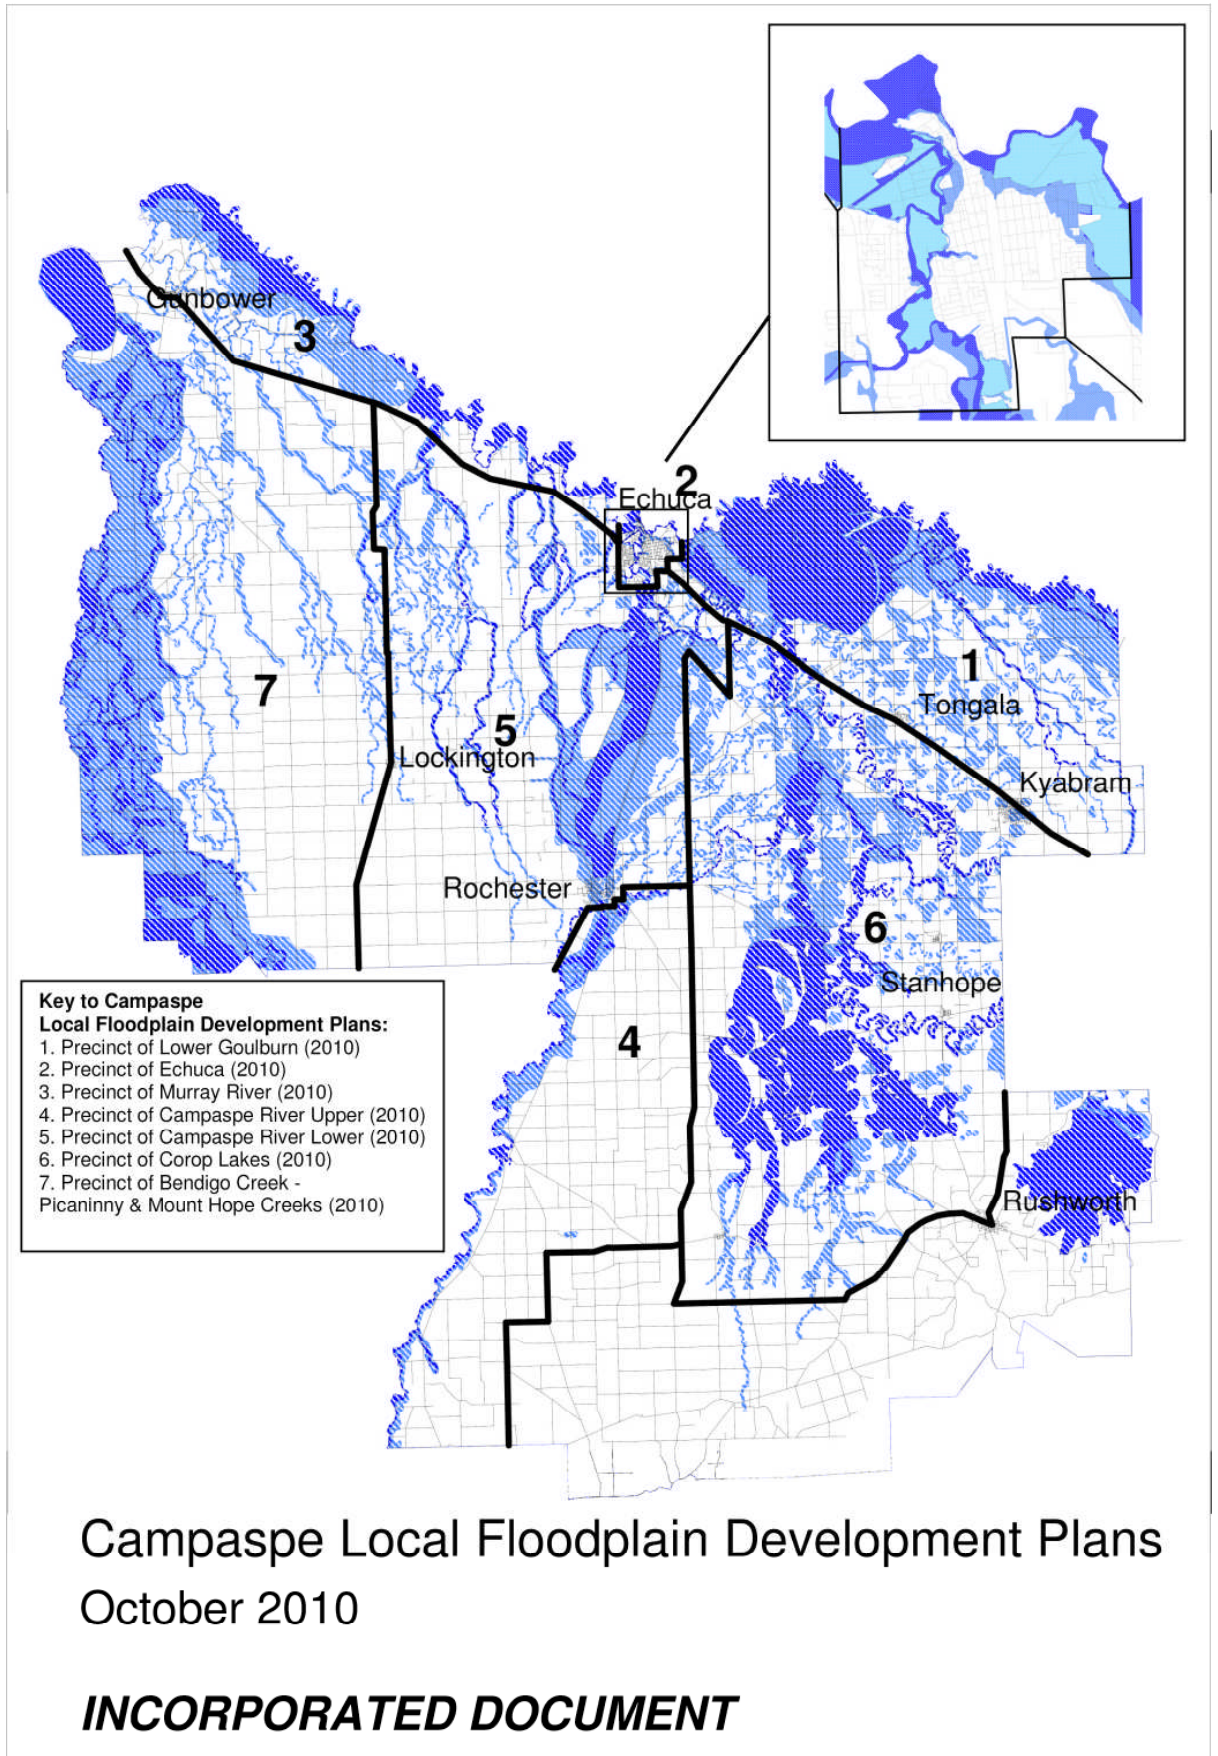 Gunbower
3
2
Echuca
1
Tongala
7
5
Lockington
Kyabram
Rochester
6
Stanhope
4
Rushworth
Key to Campaspe
Local Floodplain Development Plans:
1. Precinct of Lower Goulburn (2010)
2. Precinct of Echuca (2010)
3. Precinct of Murray River (2010)
4. Precinct of Campaspe River Upper (2010)
5. Precinct of Campaspe River Lower (2010)
6. Precinct of Corop Lakes (2010)
7. Precinct of Bendigo Creek -
Picaninny & Mount Hope Creeks (2010)
Campaspe Local Floodplain Development Plans
October 2010
INCORPORATED DOCUMENT